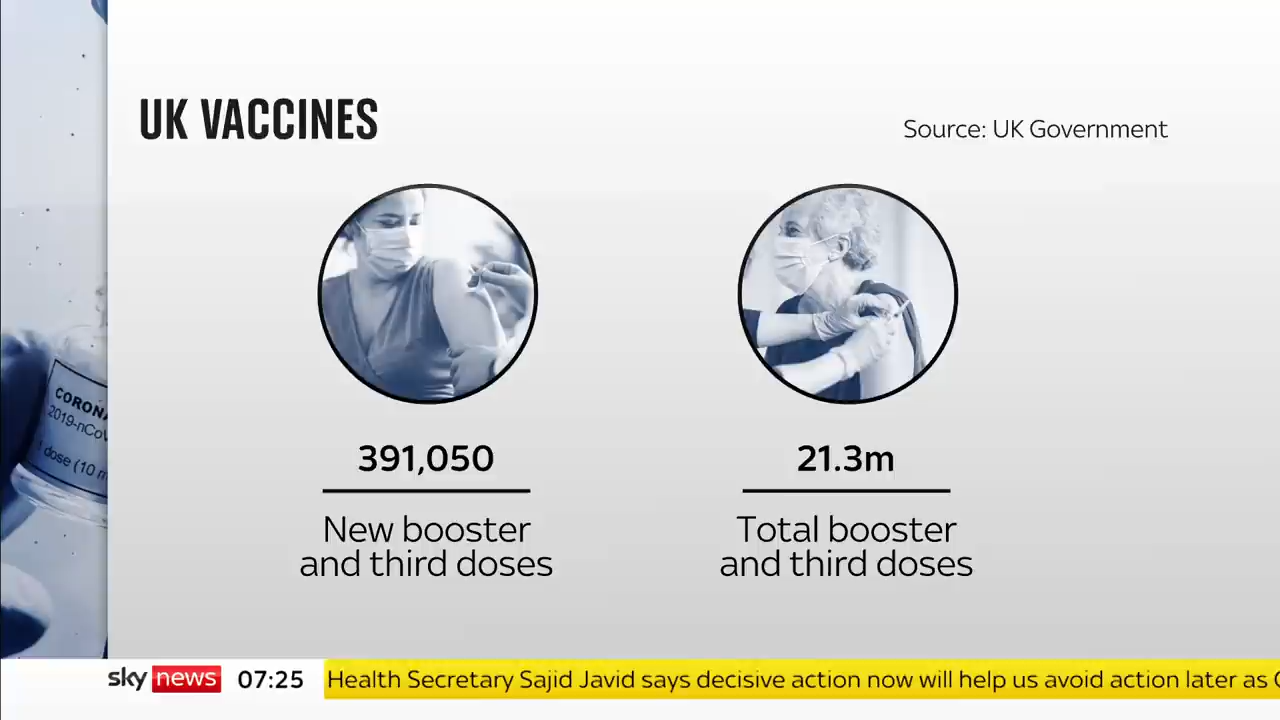 UK VACCINES
Source: UK Government
CORON
2019-nCoV
dose (10 m
391,050
21.3m
New booster
and third doses
Total booster
and third doses
sky news 07:25 Health Secretary Sajid Javid says decisive action now will help us avoid action later as